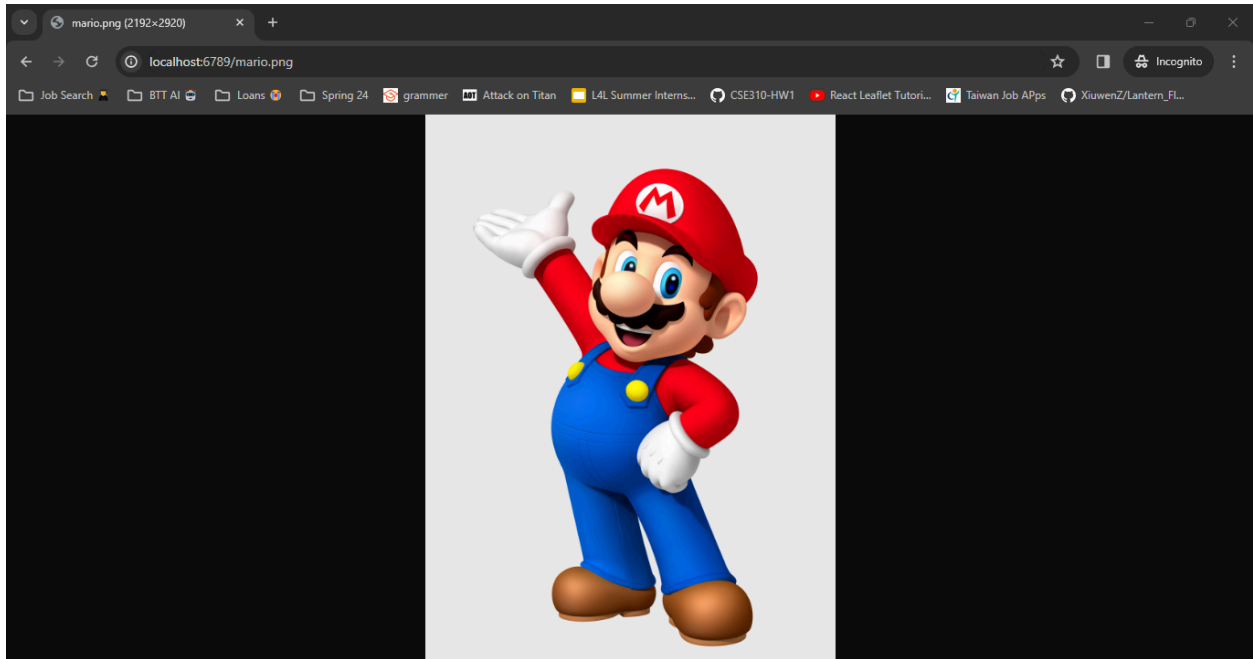 mario.png (2192×2920)
localhost:6789/mario.png
Incognito
Job Search
BTT AI
Loans
Spring 24
grammer
AOT Attack on Titan
L4L Summer Interns...
CSE310-HW1
React Leaflet Tutori...
Taiwan Job APps
XiuwenZ/Lantern_Fl...
M